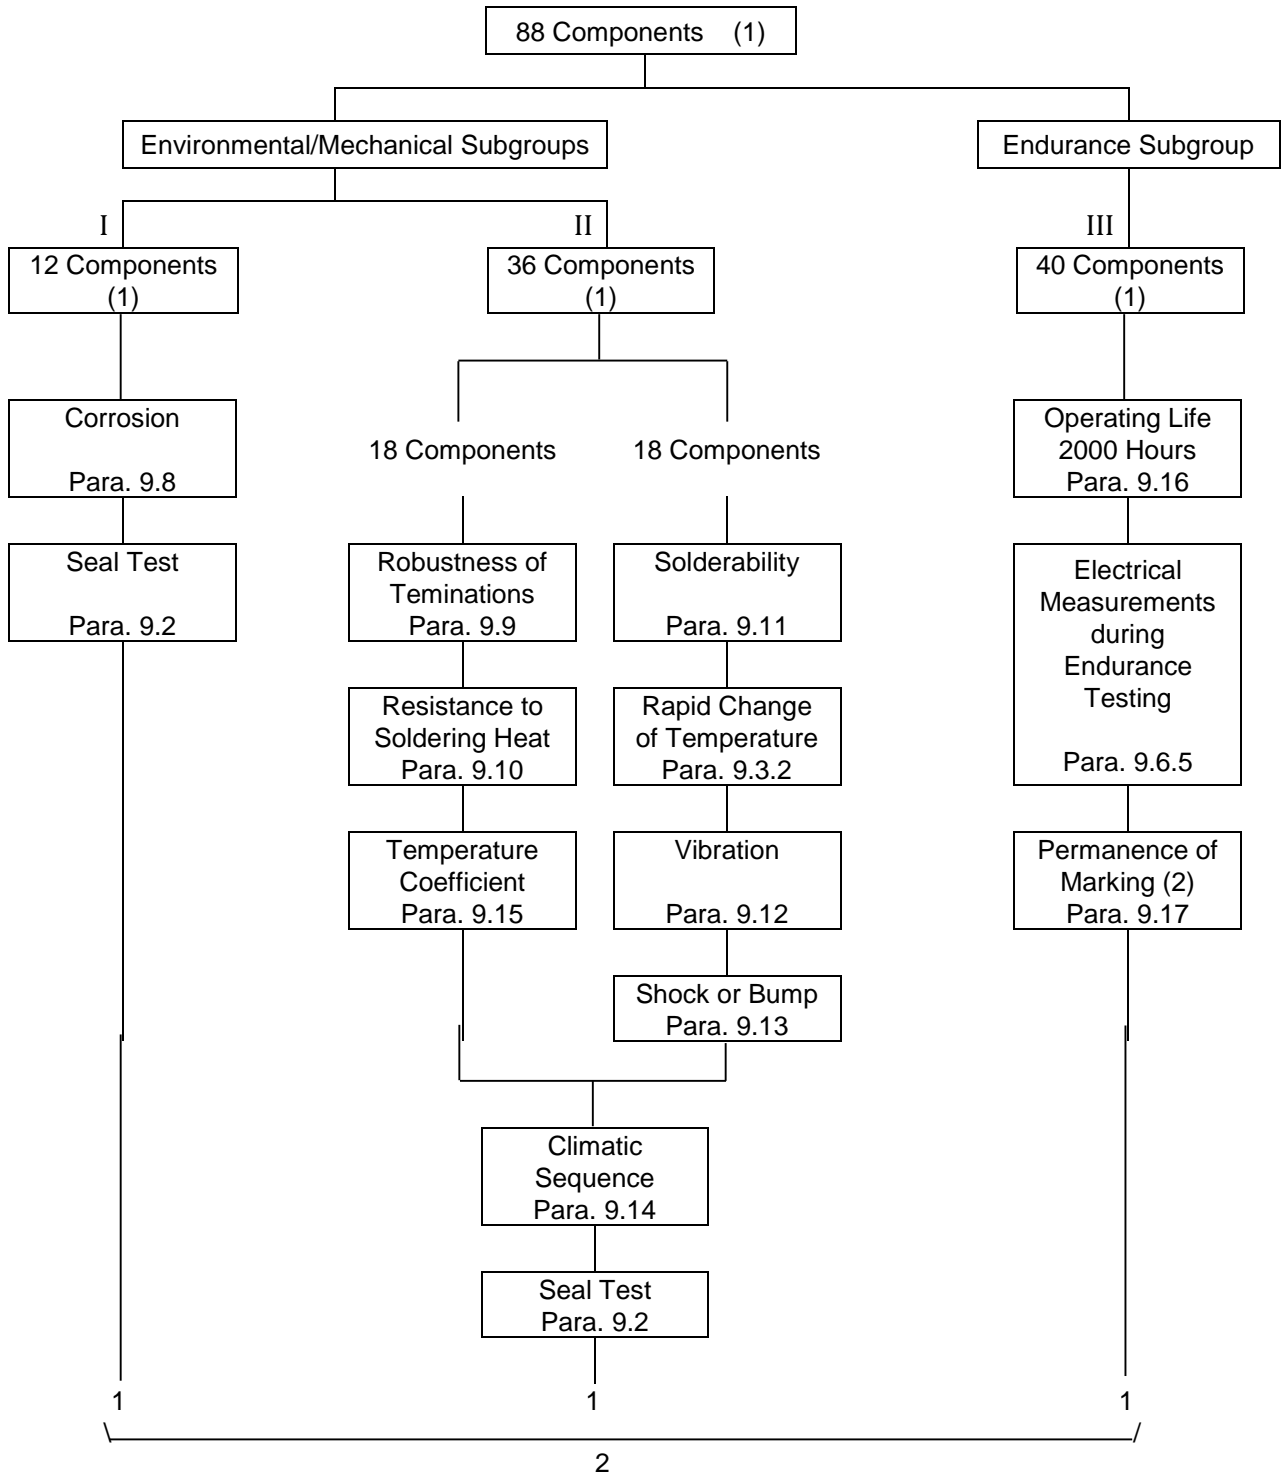 88 Components (1)
Environmental/Mechanical Subgroups
Endurance Subgroup
I
II
III
12 Components
(1)
36 Components
(1)
40 Components
(1)
Corrosion
Para. 9.8
Operating Life
2000 Hours
Para. 9.16
18 Components
18 Components
Seal Test
Para. 9.2
Robustness of
Teminations
Para. 9.9
Solderability
Para. 9.11
Electrical
Measurements
during
Endurance
Testing
Para. 9.6.5
Resistance to
Soldering Heat
Para. 9.10
Rapid Change
of Temperature
Para. 9.3.2
Temperature
Coefficient
Para. 9.15
Vibration
Para. 9.12
Permanence of
Marking (2)
Para. 9.17
Shock or Bump
Para. 9.13
Climatic
Sequence
Para. 9.14
Seal Test
Para. 9.2
1
1
1
2